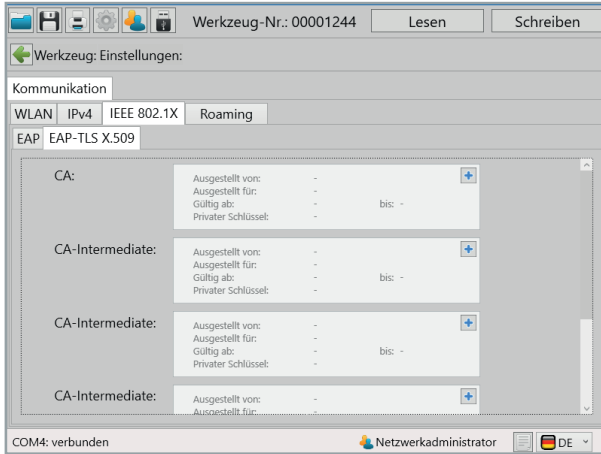 Werkzeug-Nr.: 00001244 Lesen Schreiben
Werkzeug: Einstellungen:
Kommunikation
WLAN IPv4 IEEE 802.1X Roaming
EAP EAP-TLS X.509
CA:
Ausgestellt von: -
Ausgestellt für: -
Gültig ab: - bis: -
Privater Schlüssel: -
CA-Intermediate:
Ausgestellt von: -
Ausgestellt für: -
Gültig ab: - bis: -
Privater Schlüssel: -
CA-Intermediate:
Ausgestellt von: -
Ausgestellt für: -
Gültig ab: - bis: -
Privater Schlüssel: -
CA-Intermediate:
Ausgestellt von: -
Ausgestellt für: -
COM4: verbunden Netzwerkadministrator DE